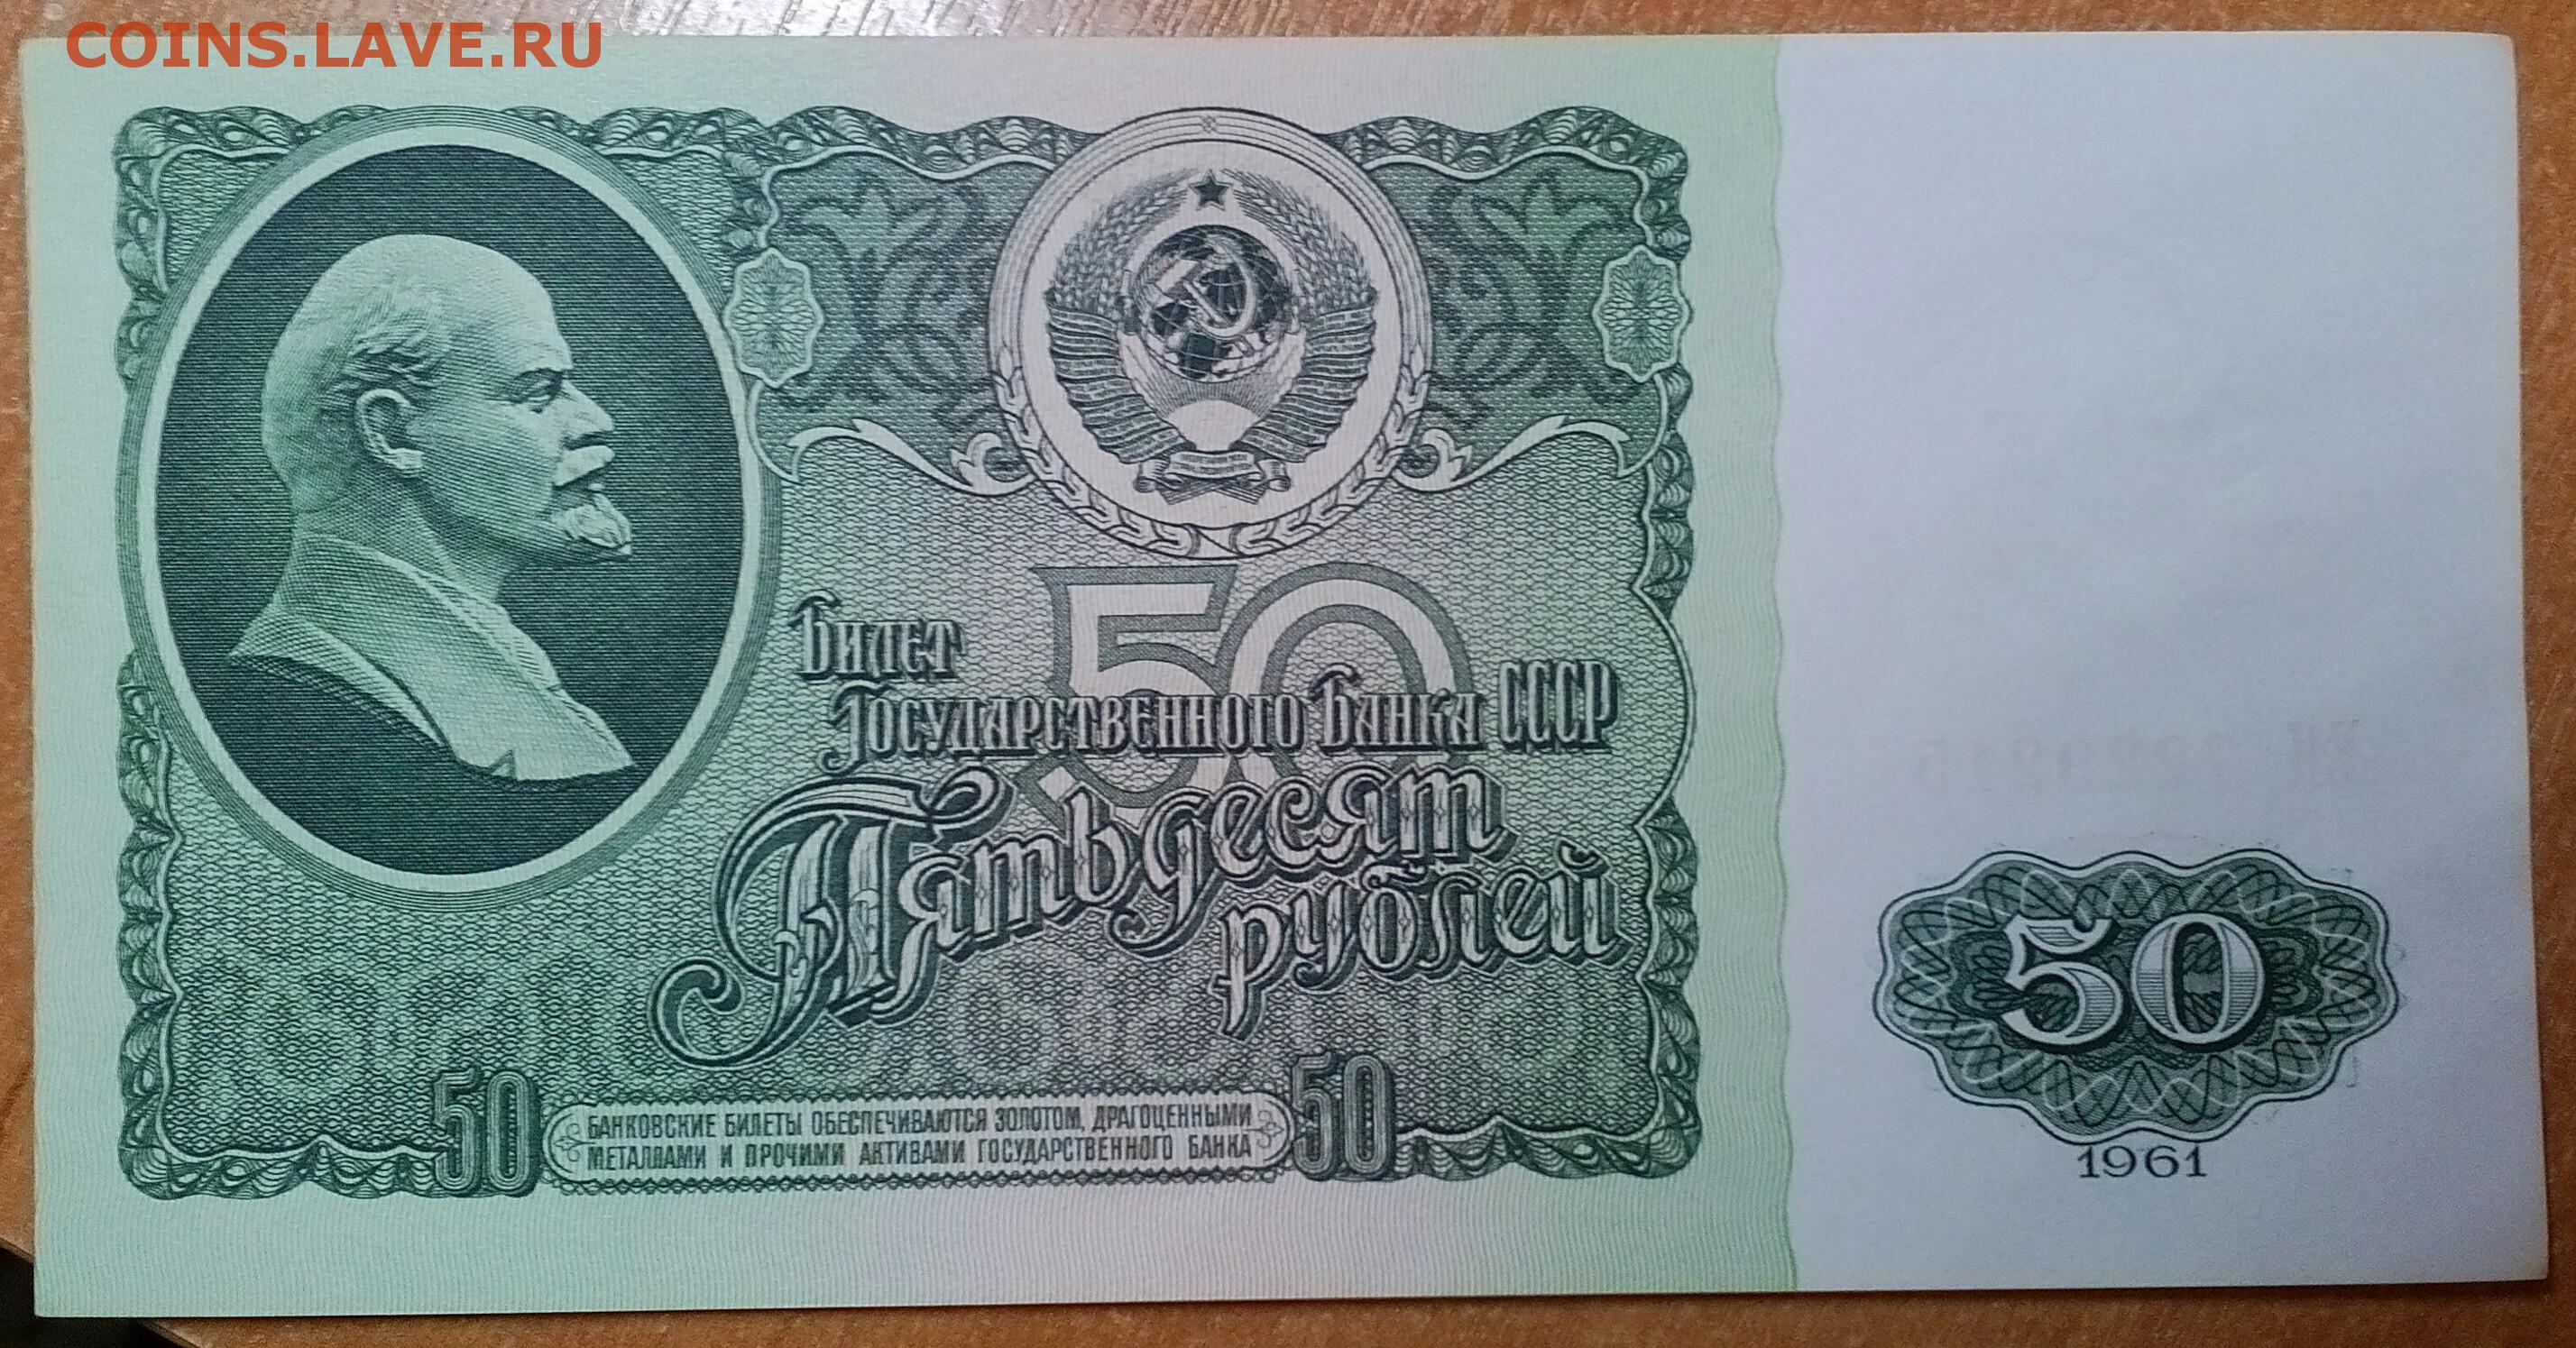 COINS.LAVE.RU
Билет
50
Государственного Банка СССР
Пятьдесят
рублей
50
50 БАНКОВСКИЕ БИЛЕТЫ ОБЕСПЕЧИВАЮТСЯ ЗОЛОТОМ, ДРАГОЦЕННЫМИ 50
МЕТАЛЛАМИ И ПРОЧИМИ АКТИВАМИ ГОСУДАРСТВЕННОГО БАНКА
1961